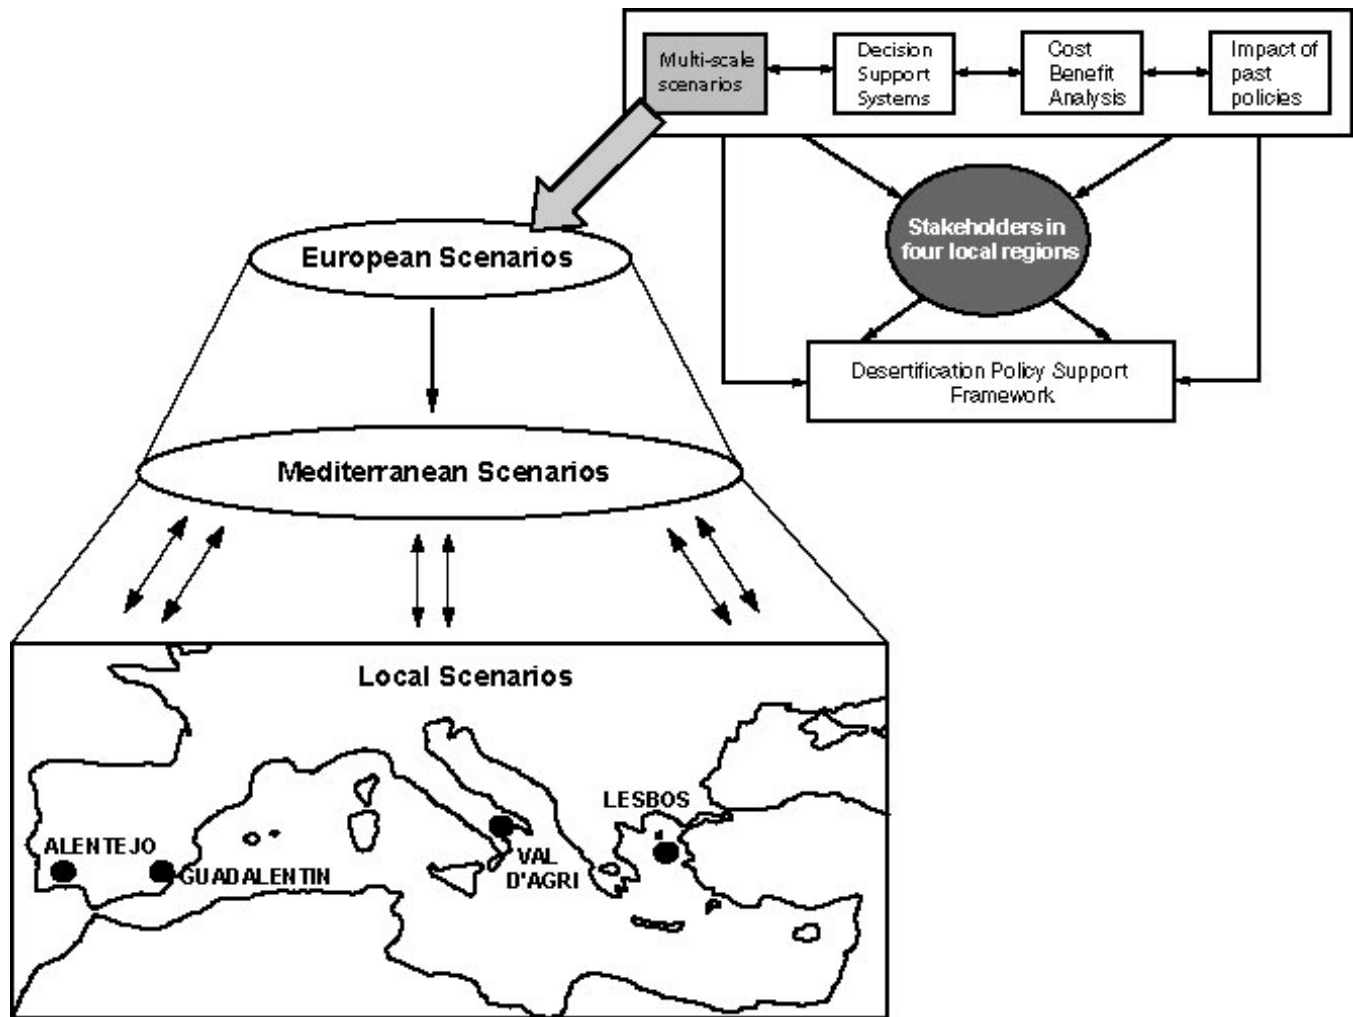 Multi-scale
scenarios
Decision
Support
Systems
Cost
Benefit
Analysis
Impact of
past
policies
Stakeholders in
four local regions
Desertification Policy Support
Framework
European Scenarios
Mediterranean Scenarios
Local Scenarios
ALENTEJO
GUADALENTIN
VAL
D'AGRI
LESBOS